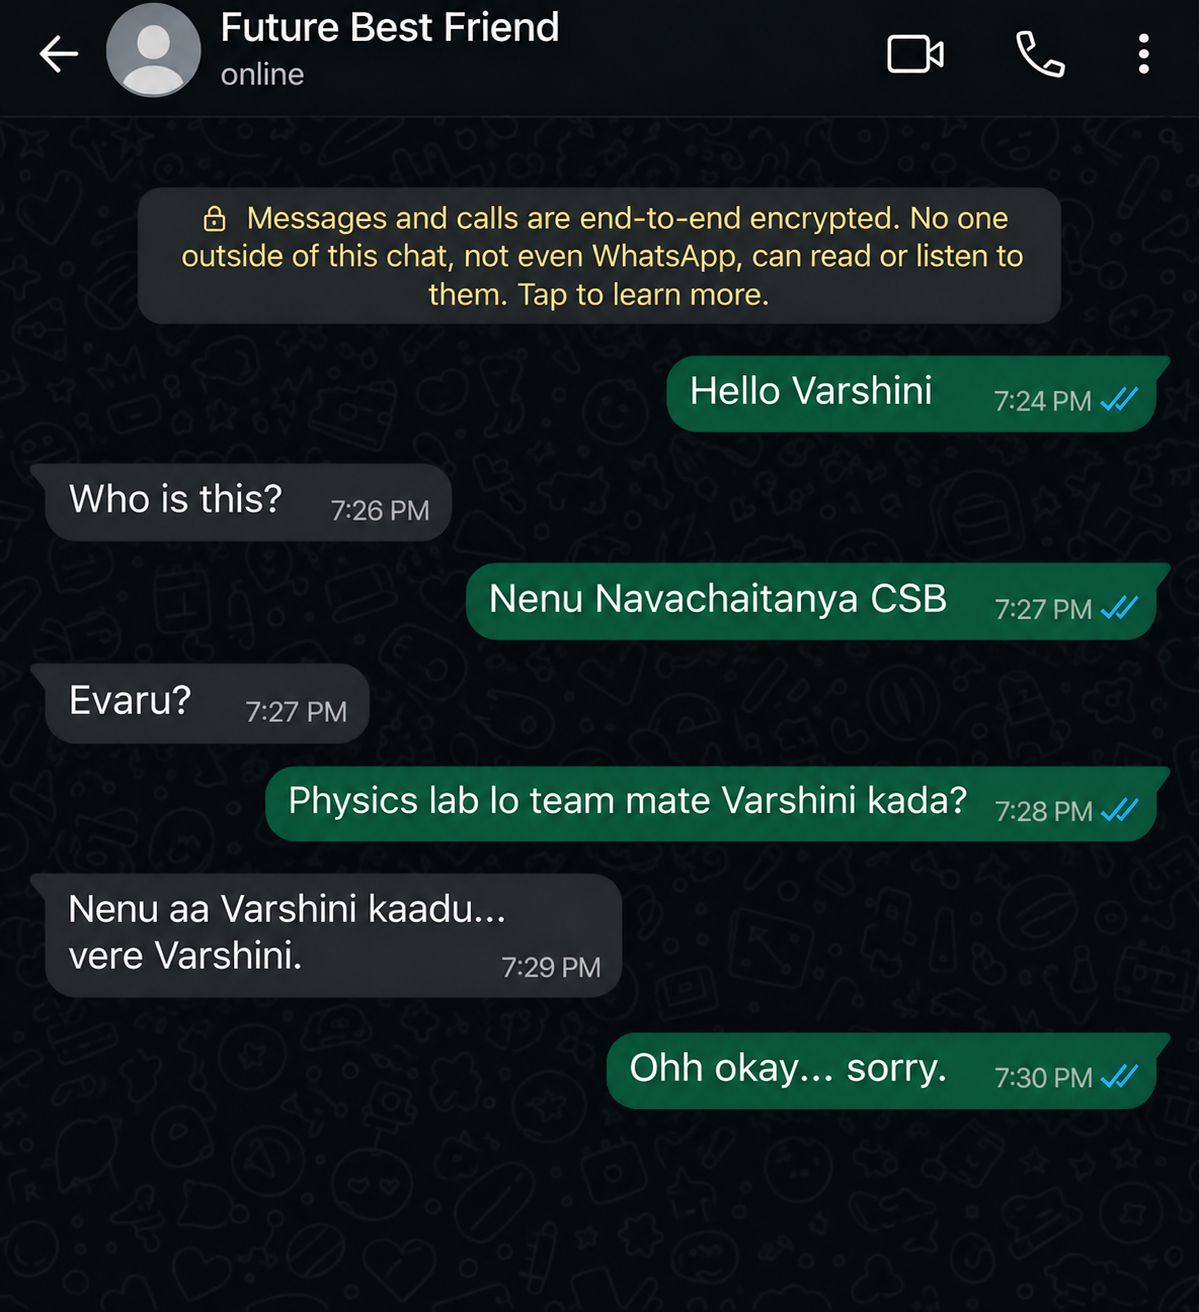 Future Best Friend
online
Messages and calls are end-to-end encrypted. No one
outside of this chat, not even WhatsApp, can read or listen to
them. Tap to learn more.
Hello Varshini 7:24 PM
Who is this? 7:26 PM
Nenu Navachaitanya CSB 7:27 PM
Evaru? 7:27 PM
Physics lab lo team mate Varshini kada? 7:28 PM
Nenu aa Varshini kaadu...
vere Varshini. 7:29 PM
Ohh okay... sorry. 7:30 PM